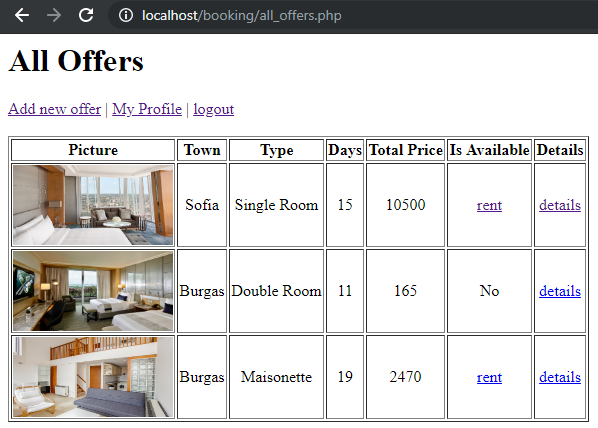 localhost/booking/all_offers.php
All Offers
Add new offer | My Profile | logout
Picture Town Type Days Total Price Is Available Details
Sofia Single Room 15 10500 rent details
Burgas Double Room 11 165 No details
Burgas Maisonette 19 2470 rent details